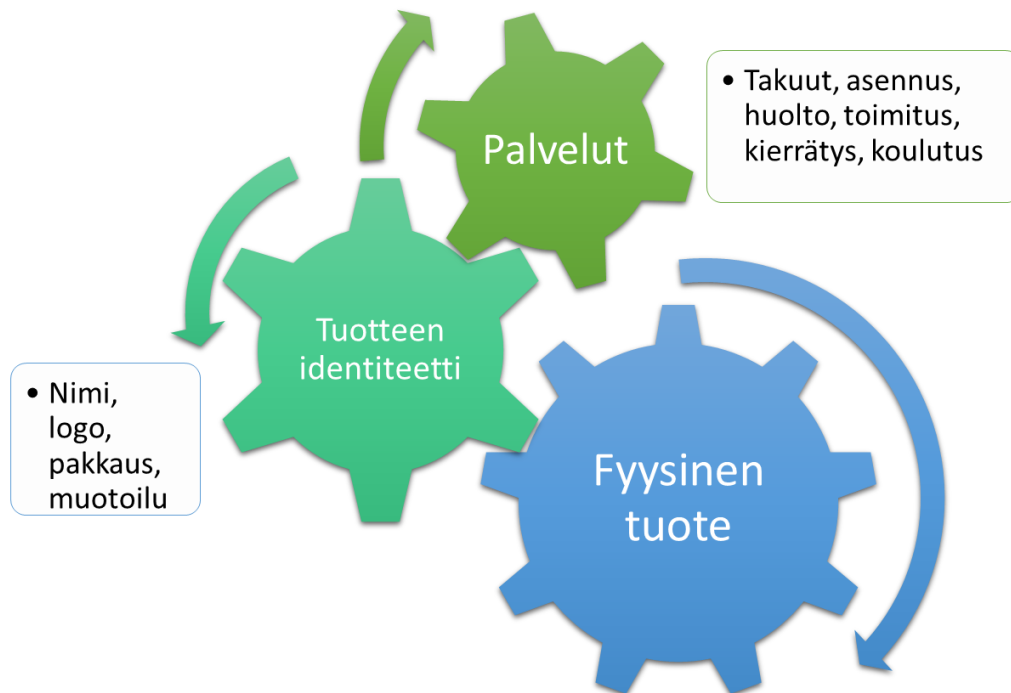 Palvelut
• Takuut, asennus,
huolto, toimitus,
kierrätys, koulutus
Tuotteen
identiteetti
• Nimi,
logo,
pakkaus,
muotoilu
Fyysinen
tuote